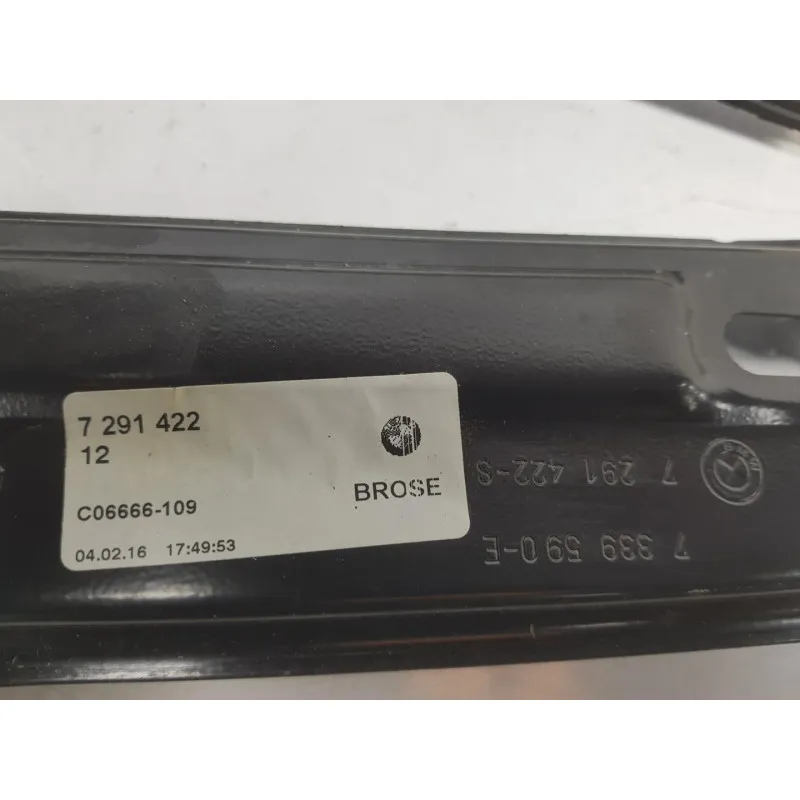 7 291 422
12
BROSE
C06666-109
04.02.16 17:49:53
7 291 422-S
7 339 590-E